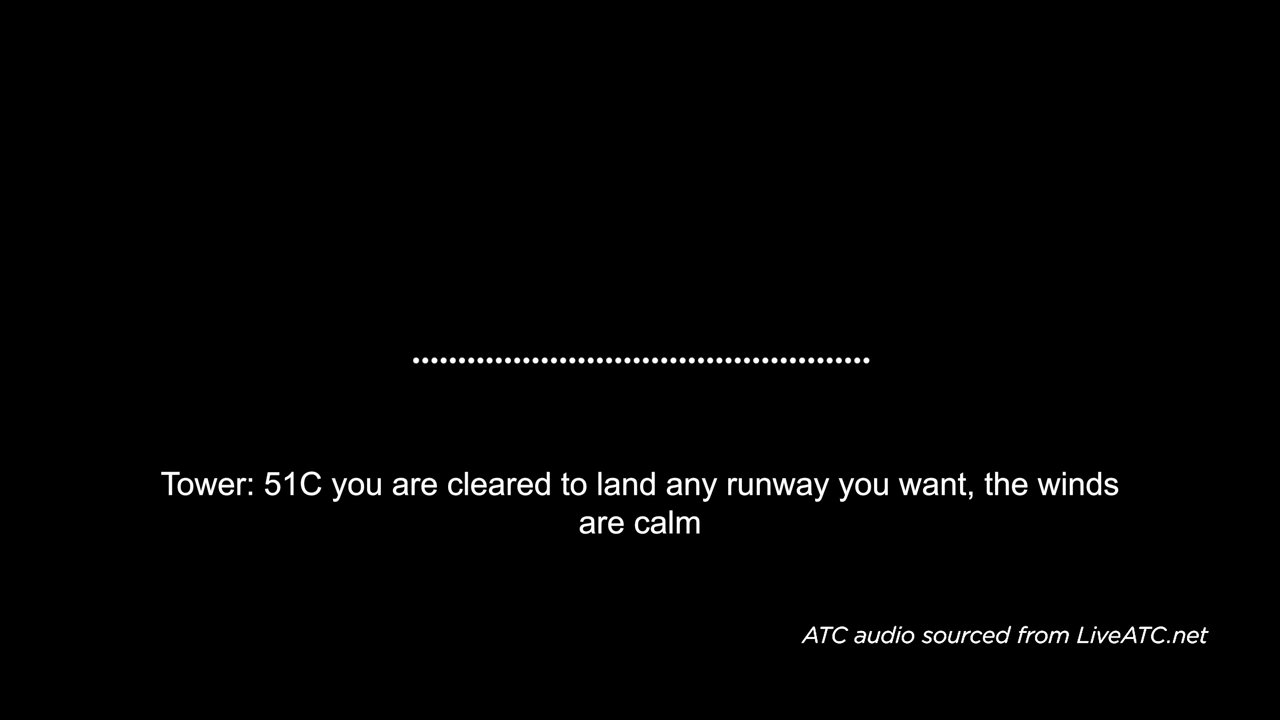 Tower: 51C you are cleared to land any runway you want, the winds
are calm
ATC audio sourced from LiveATC.net